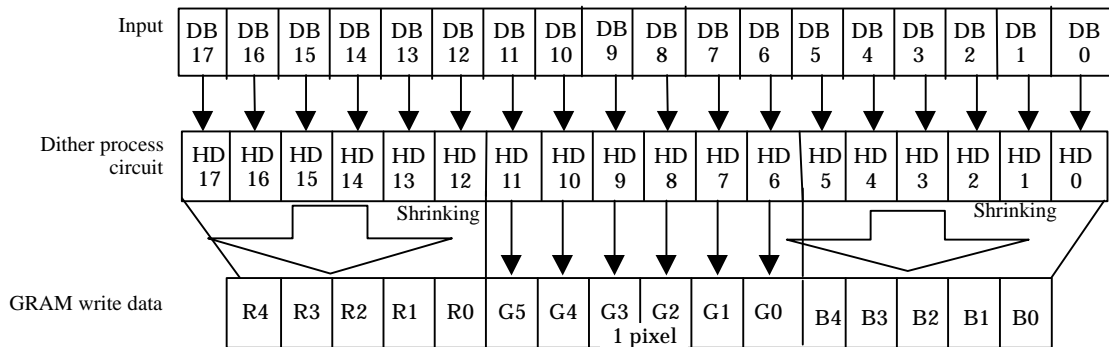 Input
DB DB DB DB DB DB DB DB DB DB DB DB DB DB DB DB DB DB
17 16 15 14 13 12 11 10 9 8 7 6 5 4 3 2 1 0
Dither process
circuit
HD HD HD HD HD HD HD HD HD HD HD HD HD HD HD HD HD HD
17 16 15 14 13 12 11 10 9 8 7 6 5 4 3 2 1 0
Shrinking Shrinking
GRAM write data
R4 R3 R2 R1 R0 G5 G4 G3 G2 G1 G0 B4 B3 B2 B1 B0
1 pixel